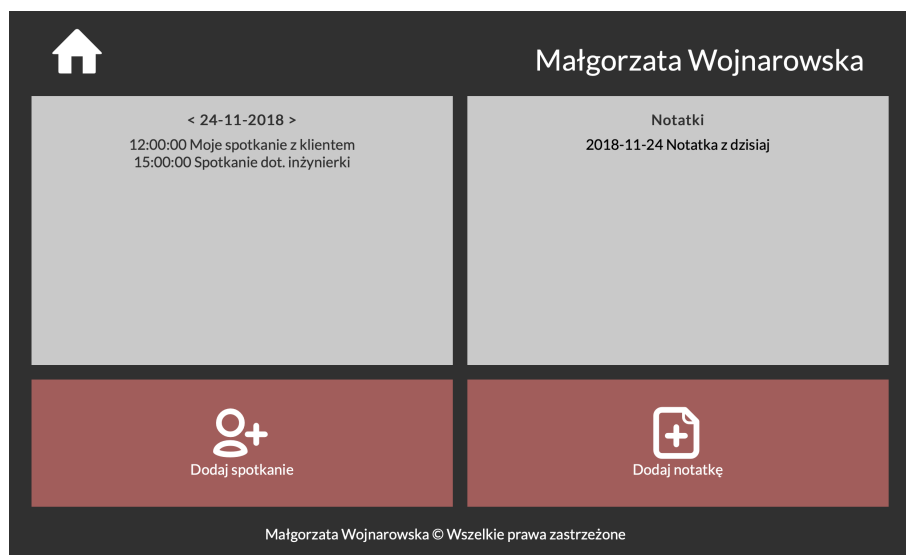 Małgorzata Wojnarowska
< 24-11-2018 >
12:00:00 Moje spotkanie z klientem
15:00:00 Spotkanie dot. inżynierki
Notatki
2018-11-24 Notatka z dzisiaj
Dodaj spotkanie
Dodaj notatkę
Małgorzata Wojnarowska © Wszelkie prawa zastrzeżone